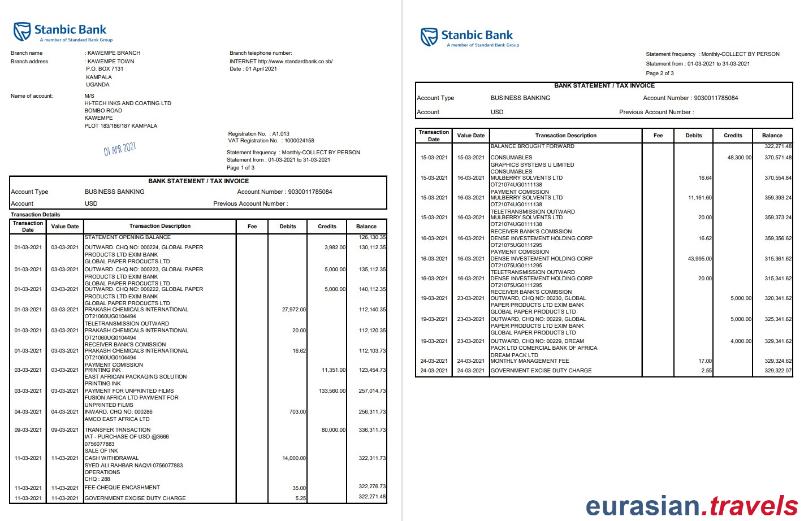 Stanbic Bank
A member of Standard Bank Group
Branch name : KAWEMPE BRANCH
Branch address : KAWEMPE TOWN
P.O. BOX 7131
KAMPALA
UGANDA
Branch telephone number:
INTERNET http://www.standardbank.co.sb/
Date : 01 April 2021
Name of account: M/S
HI-TECH INKS AND COATING LTD
BOMBO ROAD
KAWEMPE
PLOT 183/186/187 KAMPALA
01 APR 2021
Registration No. : A1.013
VAT Registration No. : 1000024158
Statement frequency : Monthly-COLLECT BY PERSON
Statement from : 01-03-2021 to 31-03-2021
Page 1 of 3
BANK STATEMENT / TAX INVOICE
Account Type BUSINESS BANKING Account Number : 9030011785084
Account USD Previous Account Number :
Transaction Details
Transaction Date Value Date Transaction Description Fee Debits Credits Balance
STATEMENT OPENING BALANCE 126,130.35
01-03-2021 03-03-2021 OUTWARD. CHQ NO: 000224, GLOBAL PAPER 3,982.00 130,112.35
PRODUCTS LTD EXIM BANK
GLOBAL PAPER PRODUCTS LTD
01-03-2021 03-03-2021 OUTWARD. CHQ NO: 000223, GLOBAL PAPER 5,000.00 135,112.35
PRODUCTS LTD EXIM BANK
GLOBAL PAPER PRODUCTS LTD
01-03-2021 03-03-2021 OUTWARD. CHQ NO: 000222, GLOBAL PAPER 5,000.00 140,112.35
PRODUCTS LTD EXIM BANK
GLOBAL PAPER PRODUCTS LTD
01-03-2021 03-03-2021 PRAKASH CHEMICALS INTERNATIONAL 27,972.00 112,140.35
OT21060UG0104494
TELETRANSMISSION OUTWARD
01-03-2021 03-03-2021 PRAKASH CHEMICALS INTERNATIONAL 20.00 112,120.35
OT21060UG0104494
RECEIVER BANK'S COMISSION
01-03-2021 03-03-2021 PRAKASH CHEMICALS INTERNATIONAL 16.62 112,103.73
OT21060UG0104494
PAYMENT COMISSION
03-03-2021 03-03-2021 PRINTING INK 11,351.00 123,454.73
EAST AFRICAN PACKAGING SOLUTION
PRINTING INK
03-03-2021 03-03-2021 PAYMENT FOR UNPRINTED FILMS 133,560.00 257,014.73
FUSION AFRICA LTD PAYMENT FOR
UNPRINTED FILMS
04-03-2021 04-03-2021 INWARD. CHQ NO: 000286 703.00 256,311.73
AMCO EAST AFRICA LTD
09-03-2021 09-03-2021 TRANSFER TRNSACTION 80,000.00 336,311.73
IAT - PURCHASE OF USD @3666
0756077883
SALE OF INK
11-03-2021 11-03-2021 CASH WITHDRAWAL 14,000.00 322,311.73
SYED ALI RAHBAR NAQVI 0756077883
OPERATIONS
CHQ : 288
11-03-2021 11-03-2021 FEE-CHEQUE ENCASHMENT 35.00 322,276.73
11-03-2021 11-03-2021 GOVERNMENT EXCISE DUTY CHARGE 5.25 322,271.48
Stanbic Bank
A member of Standard Bank Group
Statement frequency : Monthly-COLLECT BY PERSON
Statement from : 01-03-2021 to 31-03-2021
Page 2 of 3
BANK STATEMENT / TAX INVOICE
Account Type BUSINESS BANKING Account Number : 9030011785084
Account USD Previous Account Number :
Transaction Date Value Date Transaction Description Fee Debits Credits Balance
BALANCE BROUGHT FORWARD 322,271.48
15-03-2021 15-03-2021 CONSUMABLES 48,300.00 370,571.48
GRAPHICS SYSTEMS U LIMITED
CONSUMABLES
15-03-2021 16-03-2021 MULBERRY SOLVENTS LTD 16.64 370,554.84
OT21074UG0111138
PAYMENT COMISSION
15-03-2021 16-03-2021 MULBERRY SOLVENTS LTD 11,161.60 359,393.24
OT21074UG0111138
TELETRANSMISSION OUTWARD
15-03-2021 16-03-2021 MULBERRY SOLVENTS LTD 20.00 359,373.24
OT21074UG0111138
RECEIVER BANK'S COMISSION
16-03-2021 16-03-2021 DENSE INVESTEMENT HOLDING CORP 16.62 359,356.62
OT21075UG0111295
PAYMENT COMISSION
16-03-2021 16-03-2021 DENSE INVESTEMENT HOLDING CORP 43,995.00 315,361.62
OT21075UG0111295
TELETRANSMISSION OUTWARD
16-03-2021 16-03-2021 DENSE INVESTEMENT HOLDING CORP 20.00 315,341.62
OT21075UG0111295
RECEIVER BANK'S COMISSION
19-03-2021 23-03-2021 OUTWARD, CHQ NO: 00230, GLOBAL 5,000.00 320,341.62
PAPER PRODUCTS LTD EXIM BANK
GLOBAL PAPER PRODUCTS LTD
19-03-2021 23-03-2021 OUTWARD, CHQ NO: 00229, GLOBAL 5,000.00 325,341.62
PAPER PRODUCTS LTD EXIM BANK
GLOBAL PAPER PRODUCTS LTD
19-03-2021 23-03-2021 OUTWARD, CHQ NO: 00229, DREAM 4,000.00 329,341.62
PACK LTD COMERCIAL BANK OF AFRICA
DREAM PACK LTD
24-03-2021 24-03-2021 MONTHLY MANAGEMENT FEE 17.00 329,324.62
24-03-2021 24-03-2021 GOVERNMENT EXCISE DUTY CHARGE 2.55 329,322.07
eurasian.travels